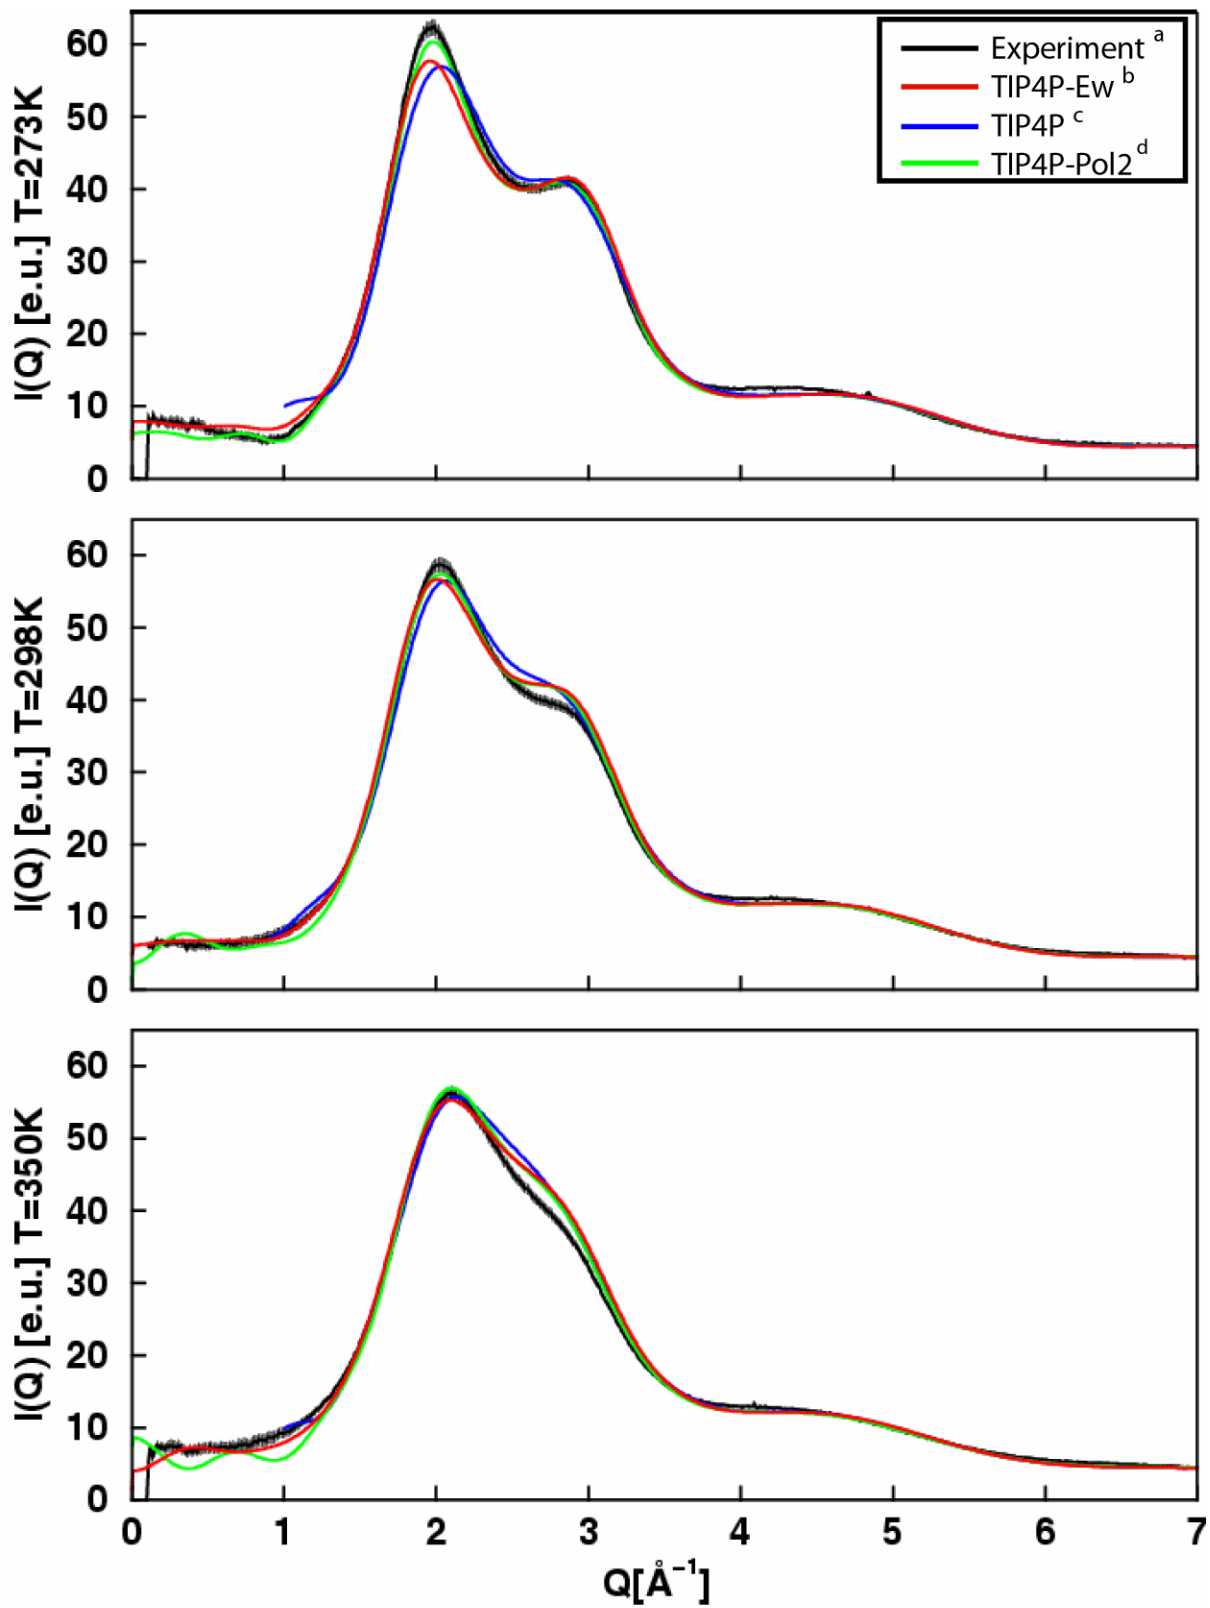 Experiment a
TIP4P-Ew b
TIP4P c
TIP4P-Pol2 d
I(Q) [e.u.] T=273K
60
50
40
30
20
10
0
I(Q) [e.u.] T=298K
60
50
40
30
20
10
0
I(Q) [e.u.] T=350K
60
50
40
30
20
10
0
0 1 2 3 4 5 6 7
Q[Å⁻¹]